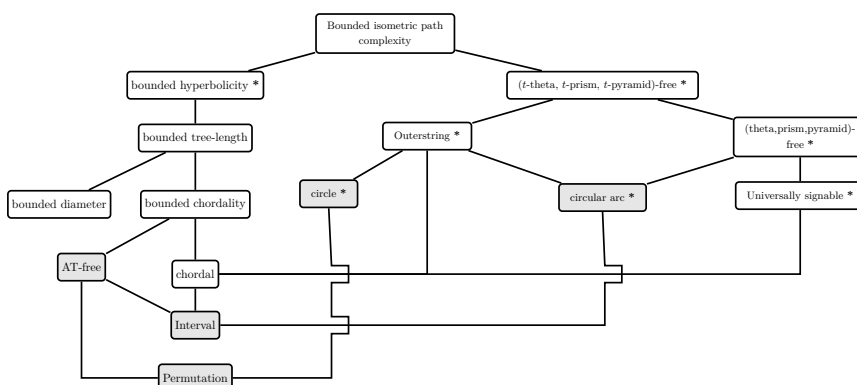 Bounded isometric path
complexity
bounded hyperbolicity *
(t-theta, t-prism, t-pyramid)-free *
bounded tree-length
Outerstring *
(theta,prism,pyramid)-
free *
bounded diameter
bounded chordality
circle *
circular arc *
Universally signable *
AT-free
chordal
Interval
Permutation